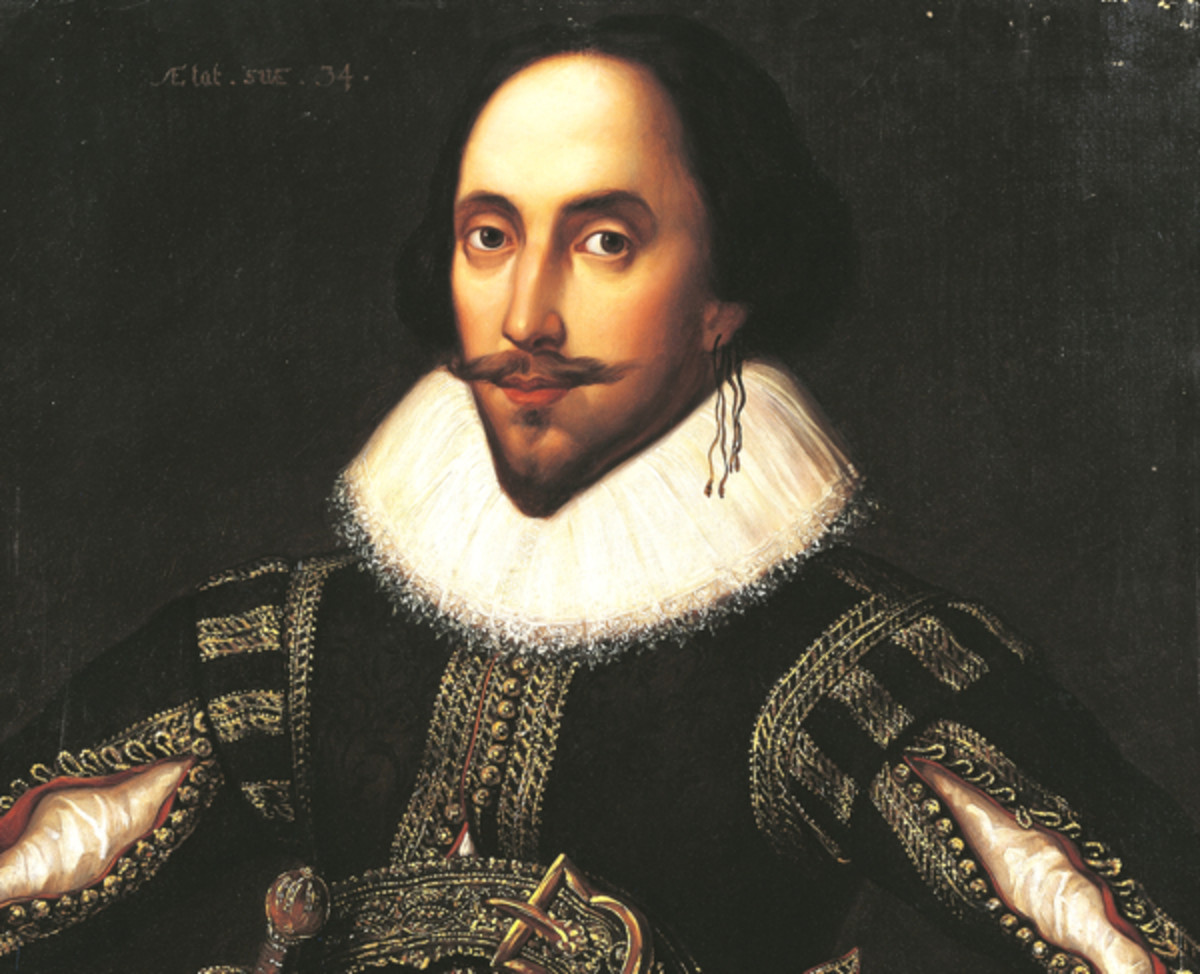 Ætat . suæ . 34 .